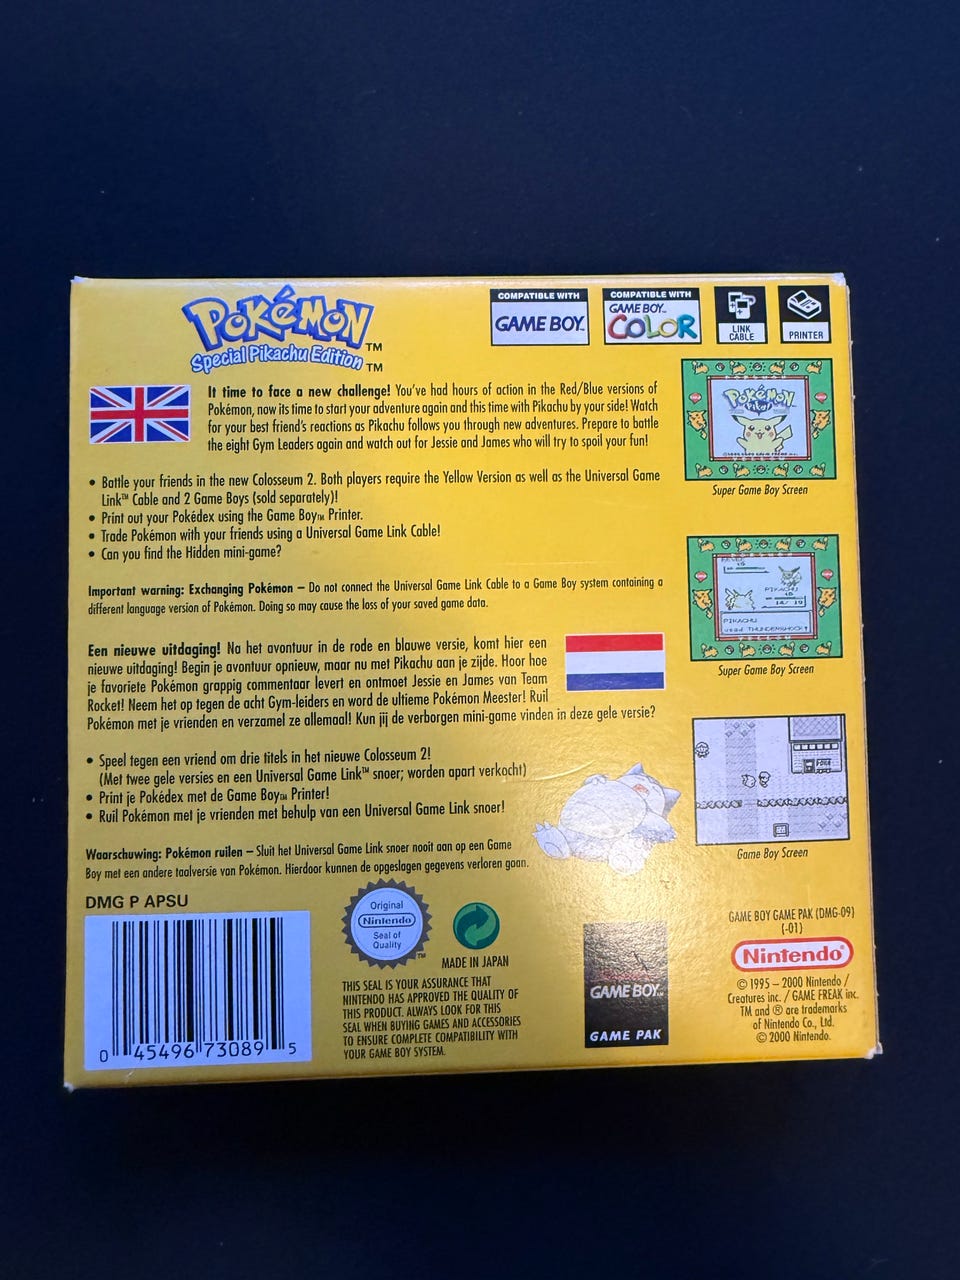 POKéMON™
Special Pikachu Edition™
COMPATIBLE WITH
GAME BOY™
COMPATIBLE WITH
GAME BOY™
COLOR
LINK
CABLE
PRINTER
It time to face a new challenge! You've had hours of action in the Red/Blue versions of
Pokémon, now its time to start your adventure again and this time with Pikachu by your side! Watch
for your best friend's reactions as Pikachu follows you through new adventures. Prepare to battle
the eight Gym Leaders again and watch out for Jessie and James who will try to spoil your fun!
• Battle your friends in the new Colosseum 2. Both players require the Yellow Version as well as the Universal Game
Link™ Cable and 2 Game Boys (sold separately)!
• Print out your Pokédex using the Game Boy™ Printer.
• Trade Pokémon with your friends using a Universal Game Link Cable!
• Can you find the Hidden mini-game?
Important warning: Exchanging Pokémon – Do not connect the Universal Game Link Cable to a Game Boy system containing a
different language version of Pokémon. Doing so may cause the loss of your saved game data.
POKéMON
Pika!
Super Game Boy Screen
PIKACHU
14/ 19
PIKACHU
used THUNDERSHOCK!
Super Game Boy Screen
Een nieuwe uitdaging! Na het avontuur in de rode en blauwe versie, komt hier een
nieuwe uitdaging! Begin je avontuur opnieuw, maar nu met Pikachu aan je zijde. Hoor hoe
je favoriete Pokémon grappig commentaar levert en ontmoet Jessie en James van Team
Rocket! Neem het op tegen de acht Gym-leiders en word de ultieme Pokémon Meester! Ruil
Pokémon met je vrienden en verzamel ze allemaal! Kun jij de verborgen mini-game vinden in deze gele versie?
• Speel tegen een vriend om drie titels in het nieuwe Colosseum 2!
(Met twee gele versies en een Universal Game Link™ snoer; worden apart verkocht)
• Print je Pokédex met de Game Boy™ Printer!
• Ruil Pokémon met je vrienden met behulp van een Universal Game Link snoer!
Waarschuwing: Pokémon ruilen – Sluit het Universal Game Link snoer nooit aan op een Game
Boy met een andere taalversie van Pokémon. Hierdoor kunnen de opgeslagen gegevens verloren gaan.
POKé
Game Boy Screen
DMG P APSU
0 45496 73089 5
Original
Nintendo
Seal of
Quality
™
MADE IN JAPAN
THIS SEAL IS YOUR ASSURANCE THAT
NINTENDO HAS APPROVED THE QUALITY OF
THIS PRODUCT. ALWAYS LOOK FOR THIS
SEAL WHEN BUYING GAMES AND ACCESSORIES
TO ENSURE COMPLETE COMPATIBILITY WITH
YOUR GAME BOY SYSTEM.
GAME BOY™
GAME PAK
GAME BOY GAME PAK (DMG-09)
(-01)
Nintendo®
© 1995 – 2000 Nintendo /
Creatures inc. / GAME FREAK inc.
TM and ® are trademarks
of Nintendo Co., Ltd.
© 2000 Nintendo.